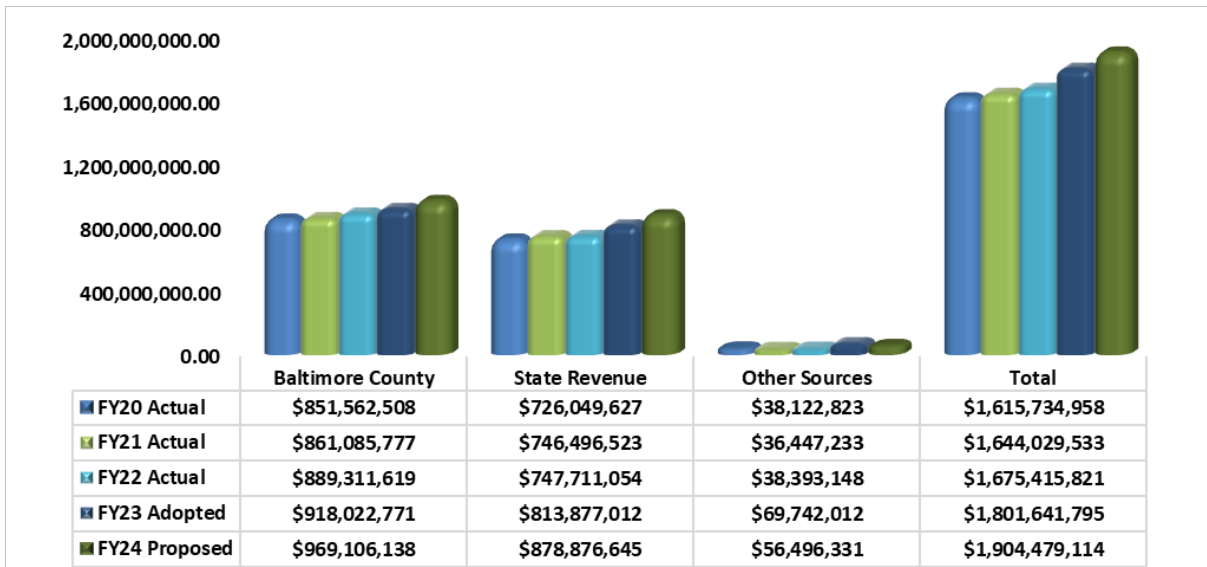 2,000,000,000.00
1,600,000,000.00
1,200,000,000.00
800,000,000.00
400,000,000.00
0.00
Baltimore County State Revenue Other Sources Total
FY20 Actual $851,562,508 $726,049,627 $38,122,823 $1,615,734,958
FY21 Actual $861,085,777 $746,496,523 $36,447,233 $1,644,029,533
FY22 Actual $889,311,619 $747,711,054 $38,393,148 $1,675,415,821
FY23 Adopted $918,022,771 $813,877,012 $69,742,012 $1,801,641,795
FY24 Proposed $969,106,138 $878,876,645 $56,496,331 $1,904,479,114